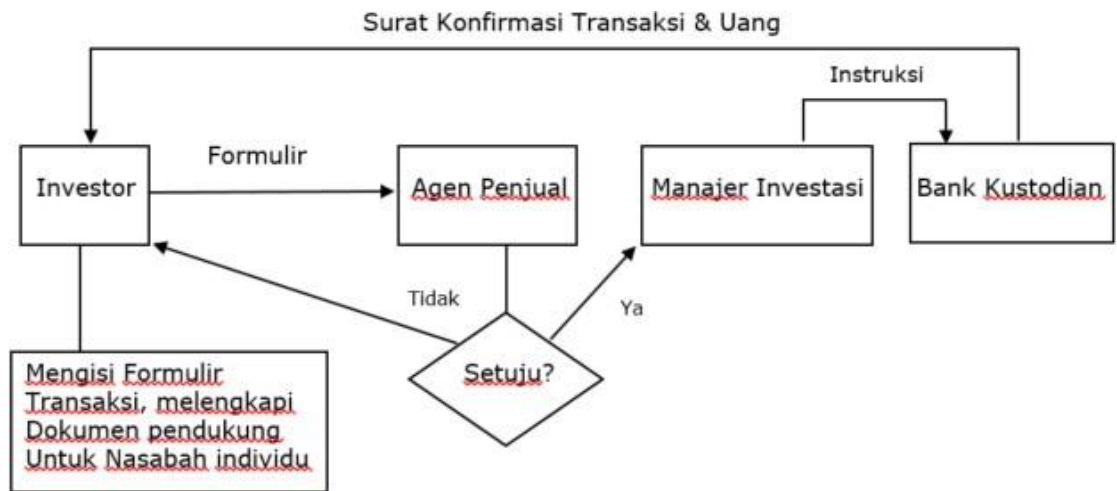 Surat Konfirmasi Transaksi & Uang
Instruksi
Formulir
Investor
Agen Penjual
Manajer Investasi
Bank Kustodian
Tidak
Ya
Setuju?
Mengisi Formulir
Transaksi, melengkapi
Dokumen pendukung
Untuk Nasabah individu